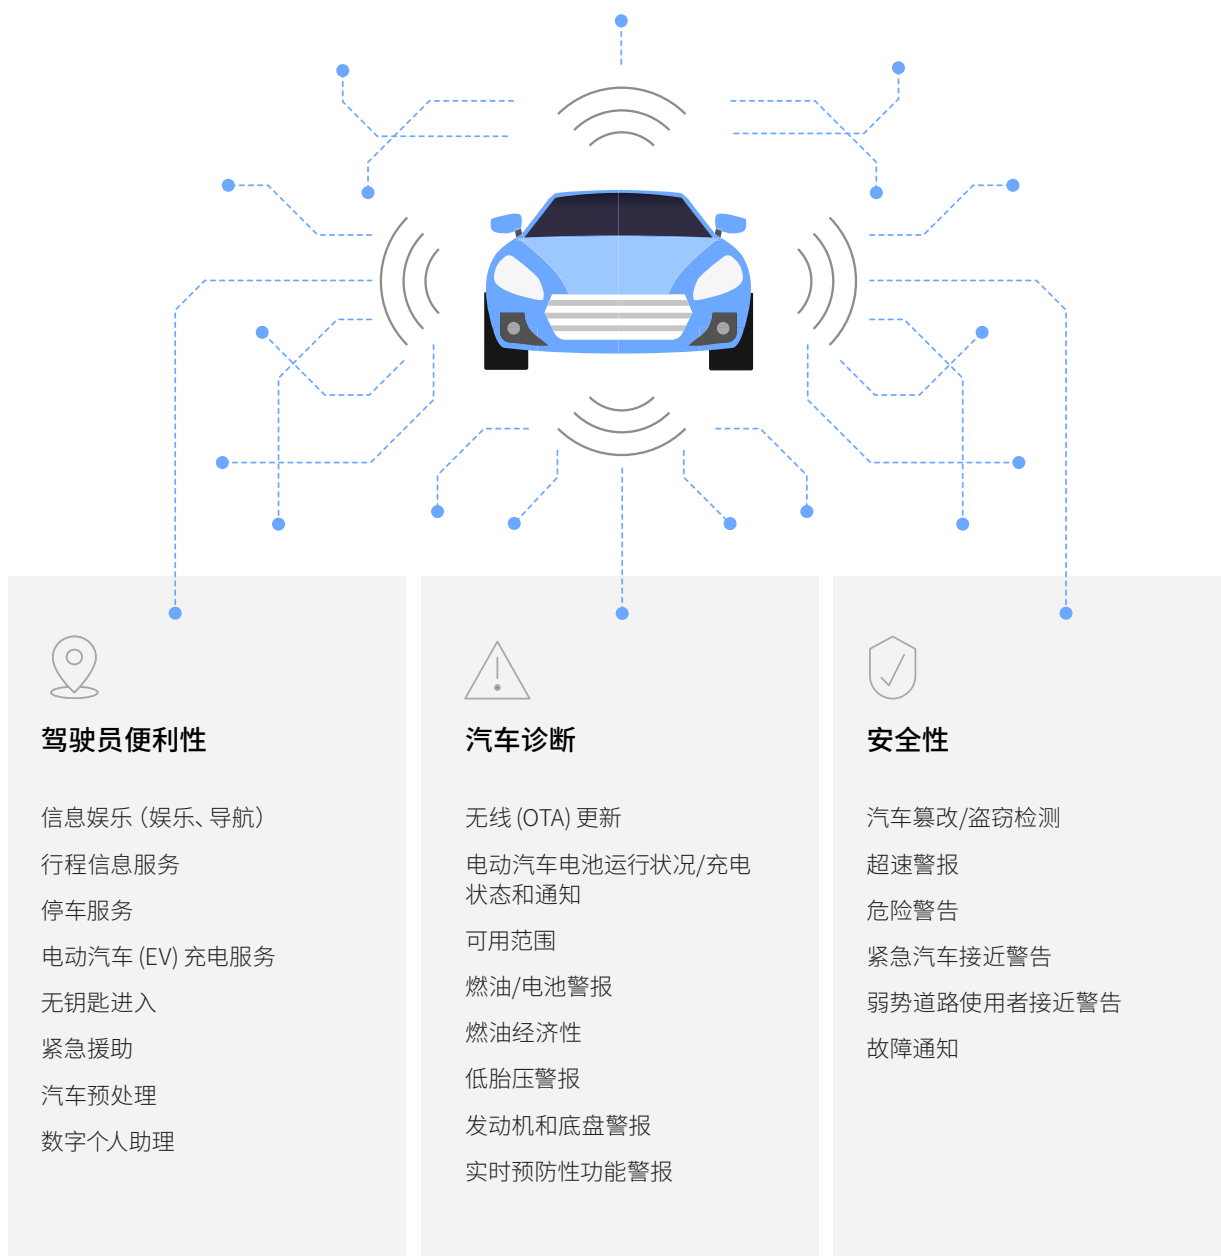 驾驶员便利性
信息娱乐（娱乐、导航）
行程信息服务
停车服务
电动汽车 (EV) 充电服务
无钥匙进入
紧急援助
汽车预处理
数字个人助理
汽车诊断
无线 (OTA) 更新
电动汽车电池运行状况/充电
状态和通知
可用范围
燃油/电池警报
燃油经济性
低胎压警报
发动机和底盘警报
实时预防性功能警报
安全性
汽车篡改/盗窃检测
超速警报
危险警告
紧急汽车接近警告
弱势道路使用者接近警告
故障通知